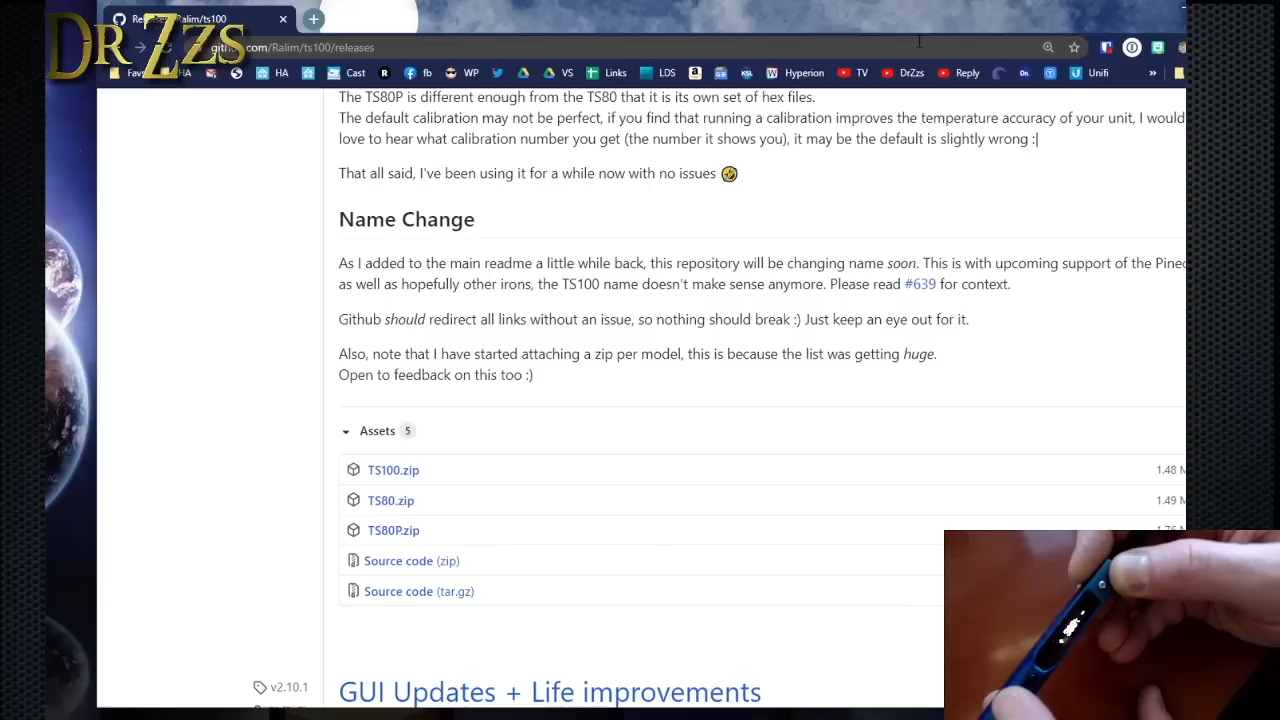 DRZZS
Releases · Ralim/ts100
github.com/Ralim/ts100/releases
HA
HA
Cast
fb
WP
VS
Links
LDS
Hyperion
TV
DrZzs
Reply
Unifi
The TS80P is different enough from the TS80 that it is its own set of hex files.
The default calibration may not be perfect, if you find that running a calibration improves the temperature accuracy of your unit, I would
love to hear what calibration number you get (the number it shows you), it may be the default is slightly wrong :|
That all said, I've been using it for a while now with no issues 🤣
Name Change
As I added to the main readme a little while back, this repository will be changing name soon. This is with upcoming support of the Pinec
as well as hopefully other irons, the TS100 name doesn't make sense anymore. Please read #639 for context.
Github should redirect all links without an issue, so nothing should break :) Just keep an eye out for it.
Also, note that I have started attaching a zip per model, this is because the list was getting huge.
Open to feedback on this too :)
Assets 5
TS100.zip 1.48 M
TS80.zip 1.49 M
TS80P.zip 1.76 M
Source code (zip)
Source code (tar.gz)
v2.10.1
GUI Updates + Life improvements